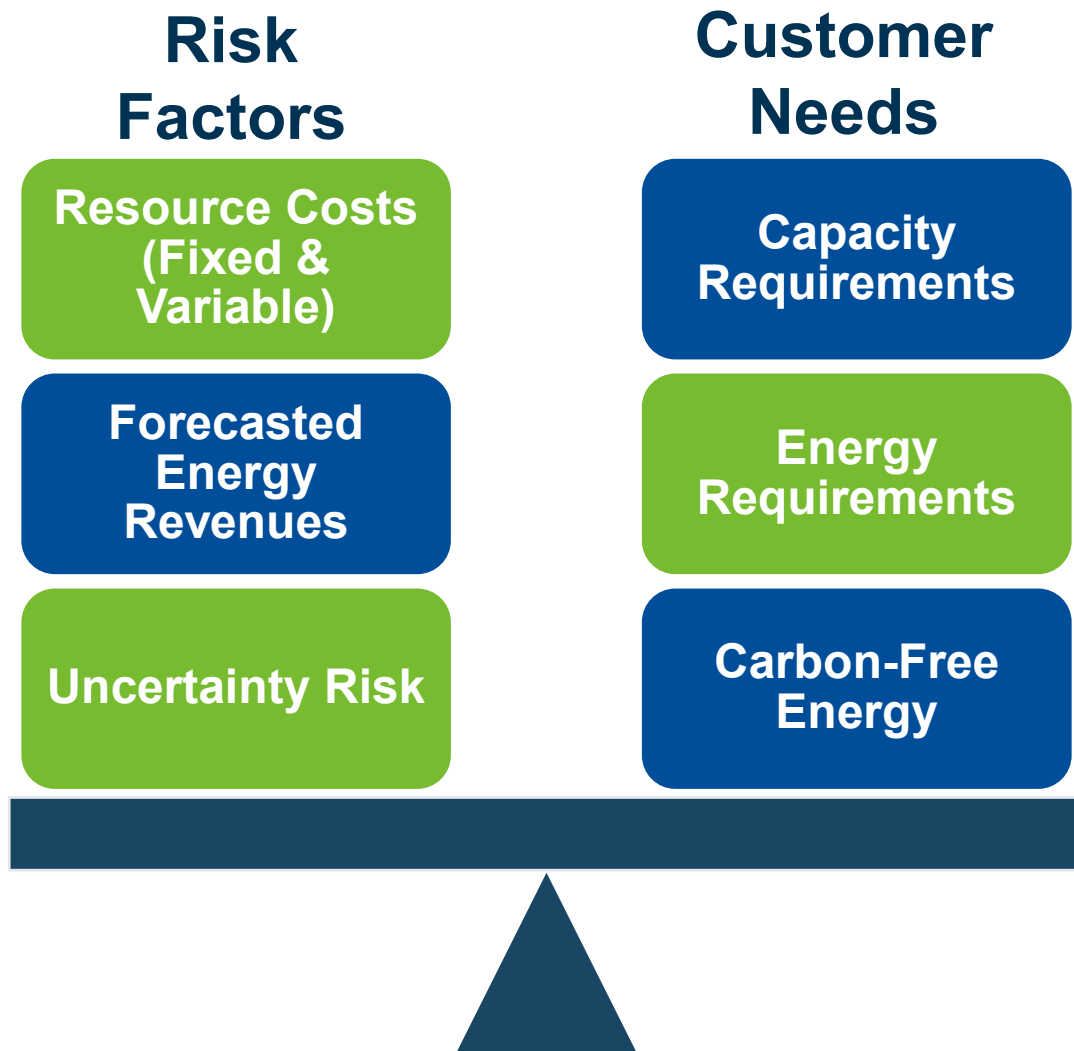 Risk
Factors
Resource Costs
(Fixed &
Variable)
Forecasted
Energy
Revenues
Uncertainty Risk
Customer
Needs
Capacity
Requirements
Energy
Requirements
Carbon-Free
Energy